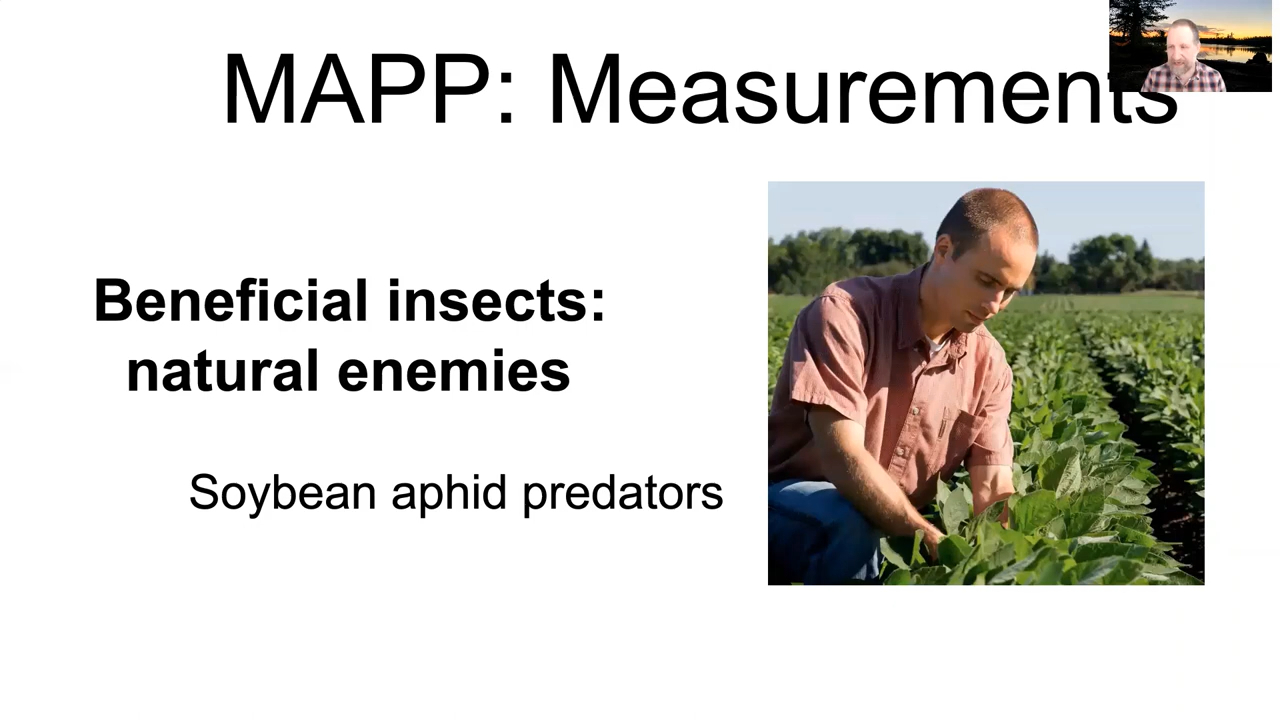 MAPP: Measurements
Beneficial insects:
natural enemies
Soybean aphid predators